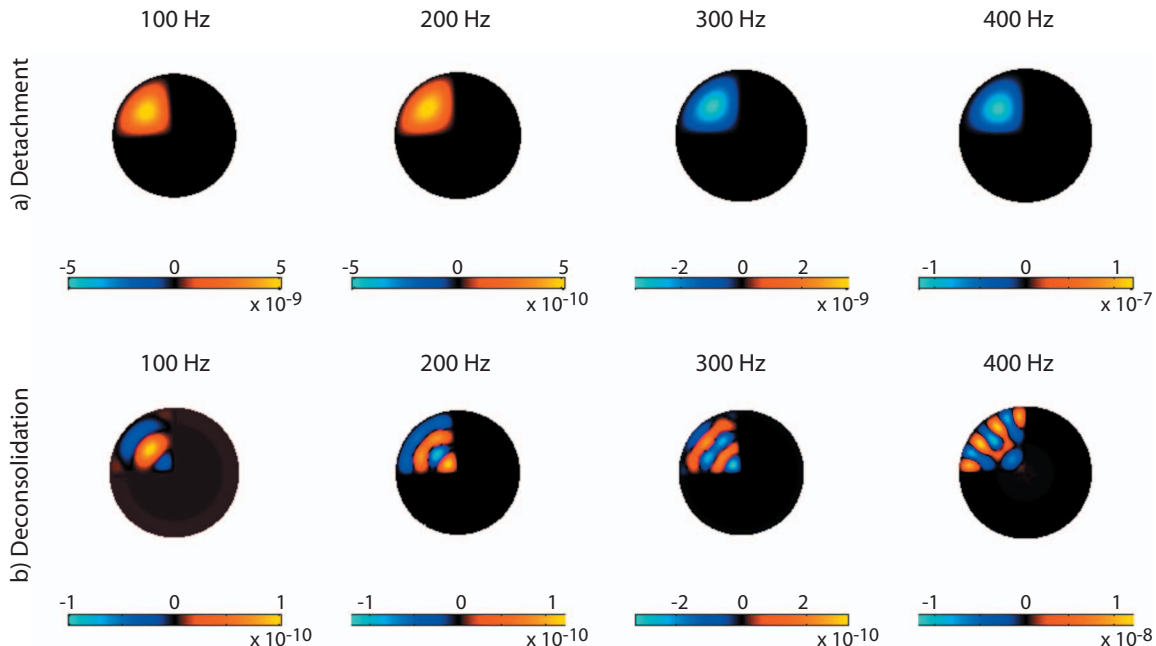 100 Hz 200 Hz 300 Hz 400 Hz
a) Detachment
-5 0 5 -5 0 5 -2 0 2 -1 0 1
x 10-9 x 10-10 x 10-9 x 10-7
100 Hz 200 Hz 300 Hz 400 Hz
b) Deconsolidation
-1 0 1 -1 0 1 -2 0 2 -1 0 1
x 10-10 x 10-10 x 10-10 x 10-8